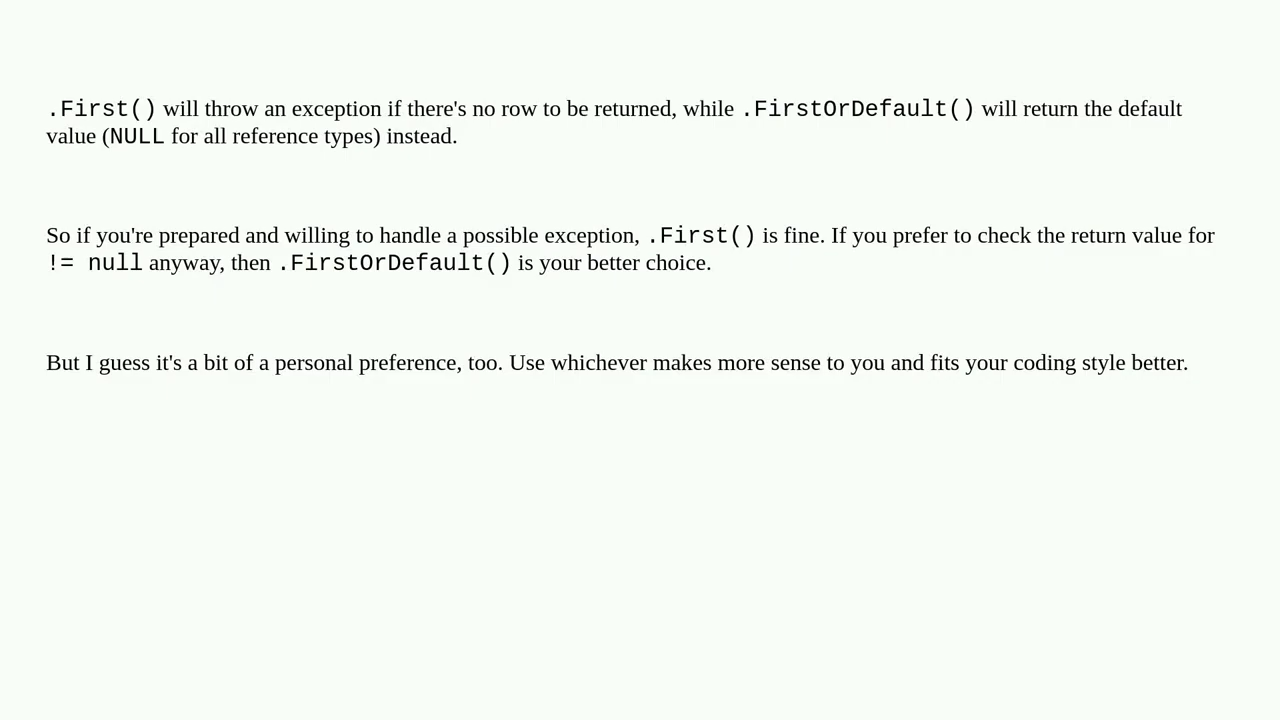 .First() will throw an exception if there's no row to be returned, while .FirstOrDefault() will return the default
value (NULL for all reference types) instead.
So if you're prepared and willing to handle a possible exception, .First() is fine. If you prefer to check the return value for
!= null anyway, then .FirstOrDefault() is your better choice.
But I guess it's a bit of a personal preference, too. Use whichever makes more sense to you and fits your coding style better.